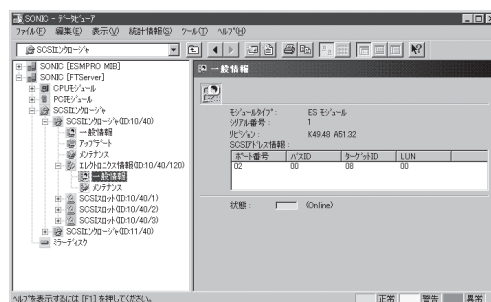 SONIC - ﾃﾞｰﾀﾋﾞｭｰｱ
ファイル(F) 編集(E) 表示(V) 統計情報(S) ツール(T) ヘルプ(H)
SCSIｴﾝｸﾛｰｼﾞｬ
SONIC [ESMPRO MIB]
SONIC [FTServer]
CPUﾓｼﾞｭｰﾙ
PCIﾓｼﾞｭｰﾙ
SCSIｴﾝｸﾛｰｼﾞｬ
SCSIｴﾝｸﾛｰｼﾞｬ(ID:10/40)
一般情報
ｱｯﾌﾟﾃﾞｰﾄ
ﾒﾝﾃﾅﾝｽ
ｴﾚｸﾄﾛﾆｸｽ情報(ID:10/40/120)
一般情報
ﾒﾝﾃﾅﾝｽ
SCSIｽﾛｯﾄ(ID:10/40/1)
SCSIｽﾛｯﾄ(ID:10/40/2)
SCSIｽﾛｯﾄ(ID:10/40/3)
SCSIｴﾝｸﾛｰｼﾞｬ(ID:11/40)
ﾐﾗｰﾃﾞｨｽｸ
一般情報
ﾓｼﾞｭｰﾙﾀｲﾌﾟ: ES ﾓｼﾞｭｰﾙ
ｼﾘｱﾙ番号: 1
ﾘﾋﾞｼﾞｮﾝ: K49.48 A61.32
SCSIｱﾄﾞﾚｽ情報:
ﾎﾟｰﾄ番号 ﾊﾞｽID ﾀｰｹﾞｯﾄID LUN
02 00 08 00
状態: (Online)
ヘルプを表示するには [F1] を押してください。
正常 警告 異常